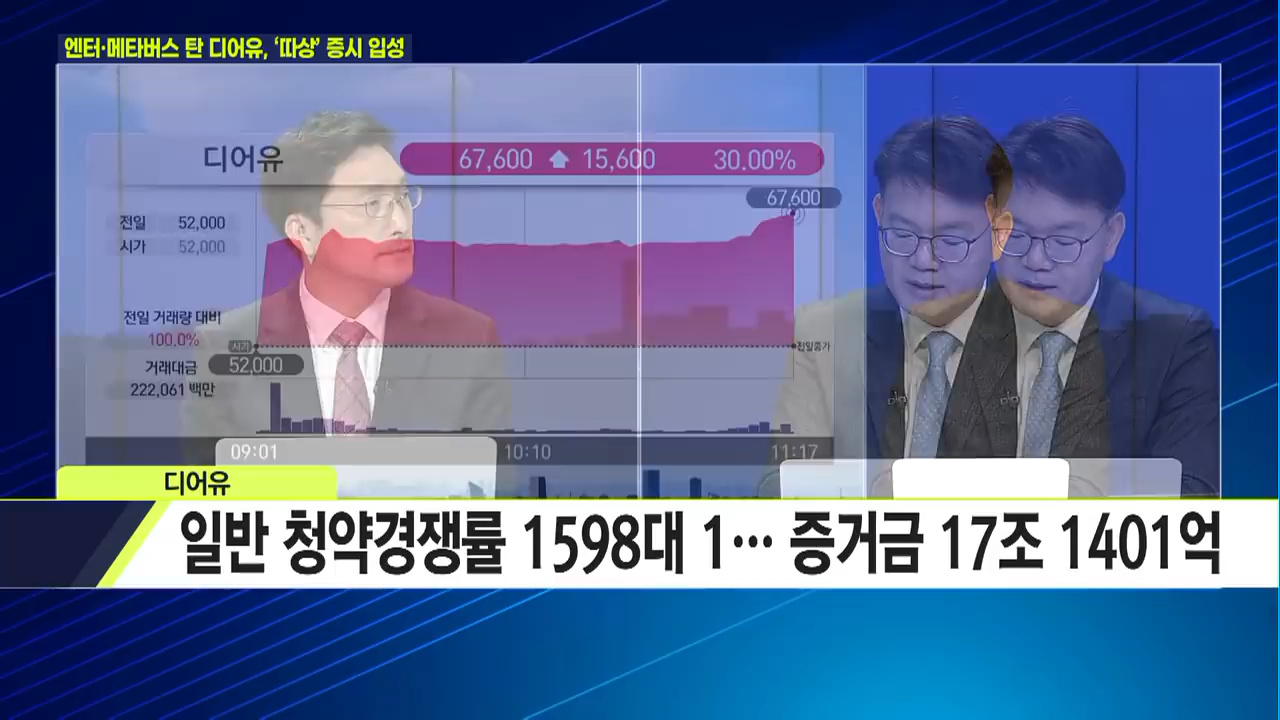 엔터·메타버스 탄 디어유, ‘따상’ 증시 입성
디어유 67,600 15,600 30.00%
67,600
전일 52,000
시가 52,000
전일 거래량 대비
100.0%
시가
전일종가
거래대금
52,000
222,061 백만
09:01 10:10 11:17
디어유
일반 청약경쟁률 1598대 1… 증거금 17조 1401억